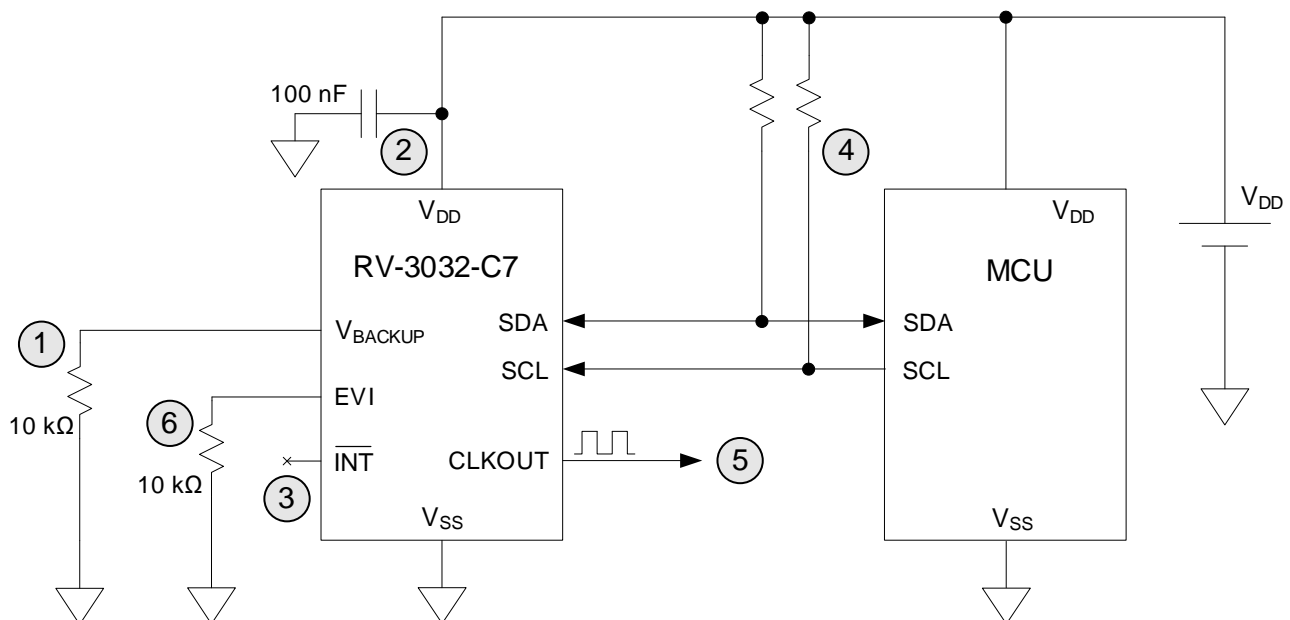 100 nF
2
4
V_DD
V_DD
V_DD
RV-3032-C7
MCU
1
V_BACKUP
SDA
SDA
SCL
SCL
EVI
10 kΩ
6
INT
CLKOUT
5
10 kΩ
3
V_SS
V_SS